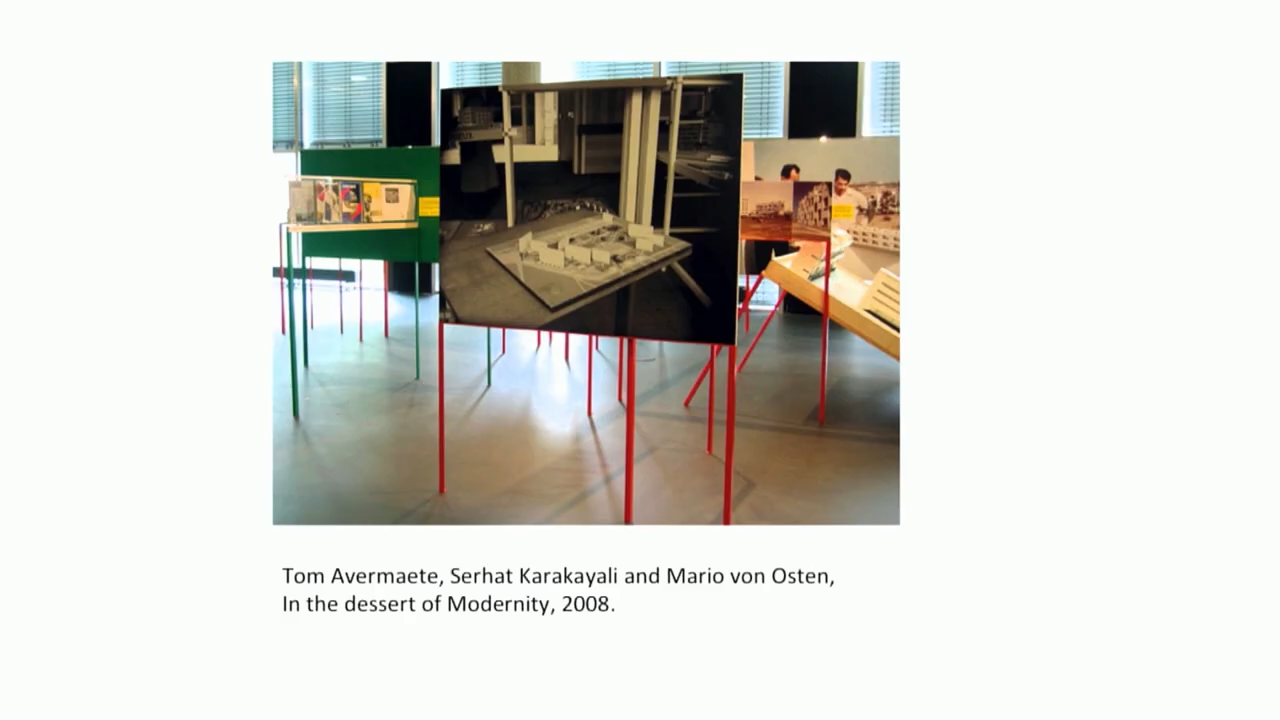 Tom Avermaete, Serhat Karakayali and Mario von Osten,
In the dessert of Modernity, 2008.